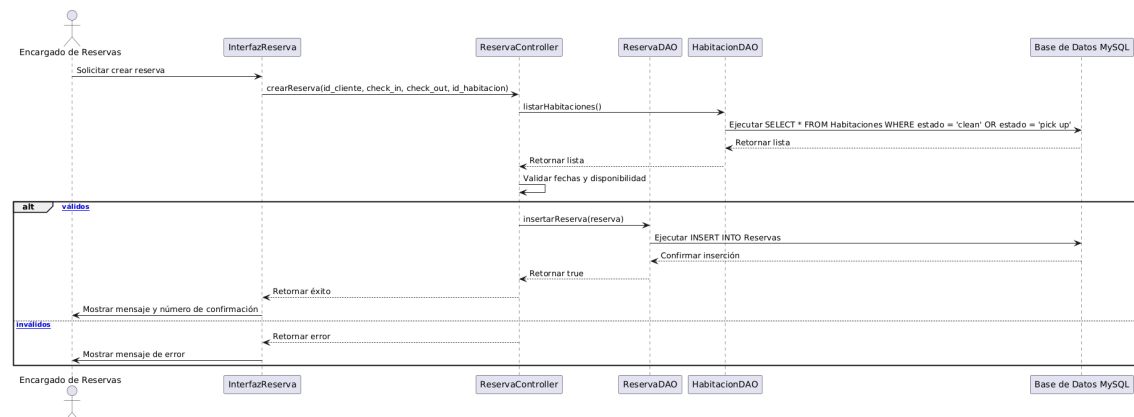 Encargado de Reservas
InterfazReserva
ReservaController
ReservaDAO
HabitacionDAO
Base de Datos MySQL
Solicitar crear reserva
crearReserva(id_cliente, check_in, check_out, id_habitacion)
listarHabitaciones()
Ejecutar SELECT * FROM Habitaciones WHERE estado = 'clean' OR estado = 'pick up'
Retornar lista
Retornar lista
Validar fechas y disponibilidad
alt
válidos
insertarReserva(reserva)
Ejecutar INSERT INTO Reservas
Confirmar inserción
Retornar true
Retornar éxito
Mostrar mensaje y número de confirmación
inválidos
Retornar error
Mostrar mensaje de error
Encargado de Reservas
InterfazReserva
ReservaController
ReservaDAO
HabitacionDAO
Base de Datos MySQL